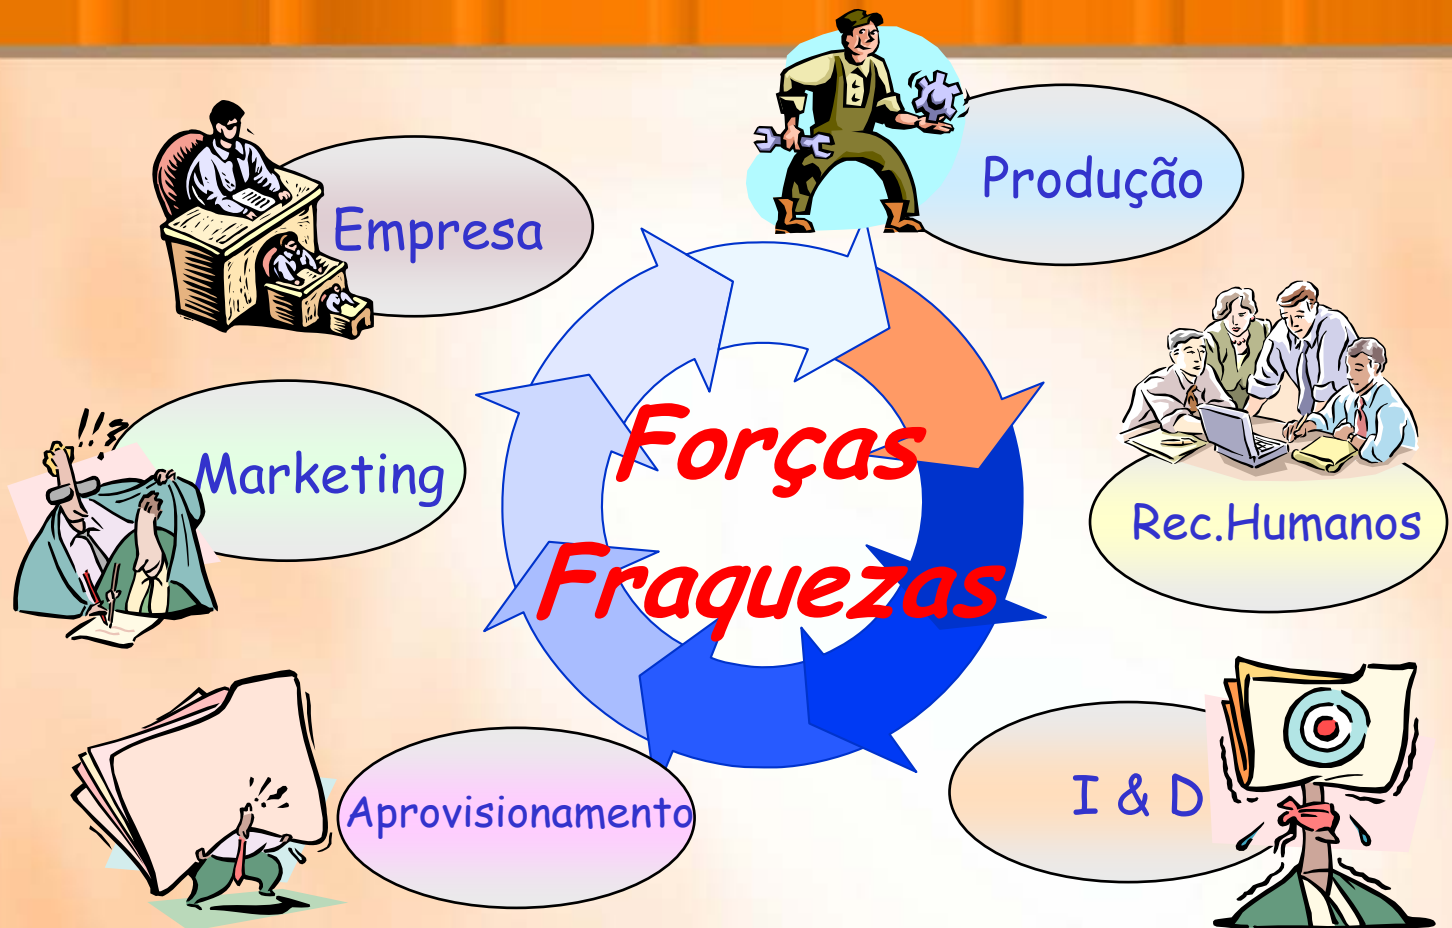 Produção
Empresa
Forças
Marketing
Rec.Humanos
Fraquezas
I & D
Aprovisionamento